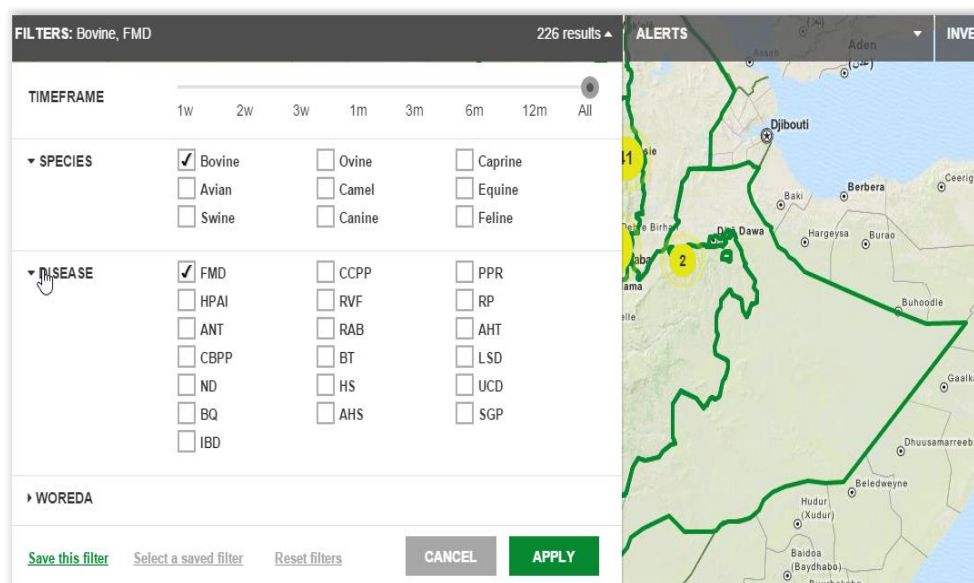 FILTERS: Bovine, FMD 226 results
ALERTS
TIMEFRAME
1w 2w 3w 1m 3m 6m 12m All
SPECIES
Bovine Ovine Caprine
Avian Camel Equine
Swine Canine Feline
DISEASE
FMD CCPP PPR
HPAI RVF RP
ANT RAB AHT
CBPP BT LSD
ND HS UCD
BQ AHS SGP
IBD
WOREDA
Save this filter Select a saved filter Reset filters CANCEL APPLY
Aden
Djibouti
Baki
Berbera
Hargeysa
Burao
Dawa
2
Buhoodle
Dhuusamarreeb
Beledweyne
Hudur
(Xudur)
Baidoa
(Baydhabo)